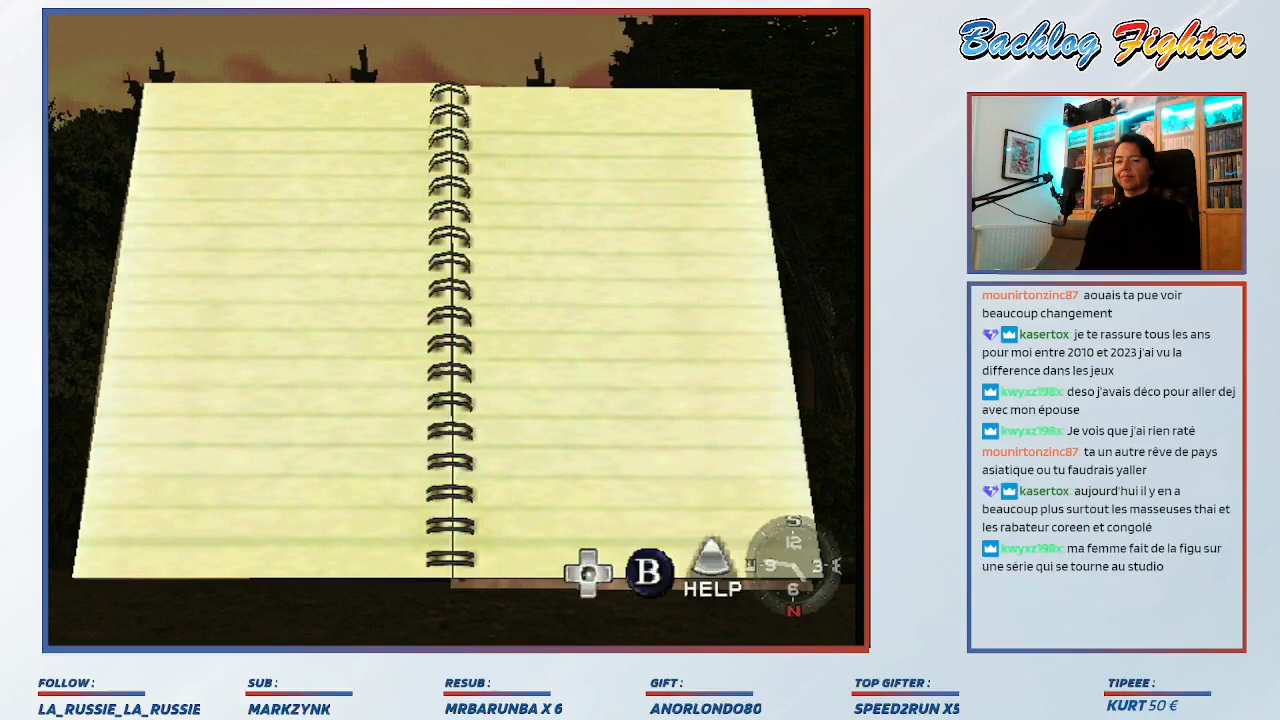 Backlog Fighter
mounirtonzinc87 aouais ta pue voir
beaucoup changement
kasertox: je te rassure tous les ans
pour moi entre 2010 et 2023 j'ai vu la
difference dans les jeux
kwyxz198x: deso j'avais déco pour aller dej
avec mon épouse
kwyxz198x: Je vois que j'ai rien raté
mounirtonzinc87 ta un autre rêve de pays
asiatique ou tu faudrais yaller
kasertox: aujourd'hui il y en a
beaucoup plus surtout les masseuses thai et
les rabateur coreen et congolé
kwyxz198x: ma femme fait de la figu sur
une série qui se tourne au studio
B
HELP
S
12
E 9 3 W
6
N
FOLLOW : SUB : RESUB : GIFT : TOP GIFTER : TIPEEE :
LA_RUSSIE_LA_RUSSIE MARKZYNK MRBARUNBA X 6 ANORLONDO80 SPEED2RUN X5 KURT 50 €